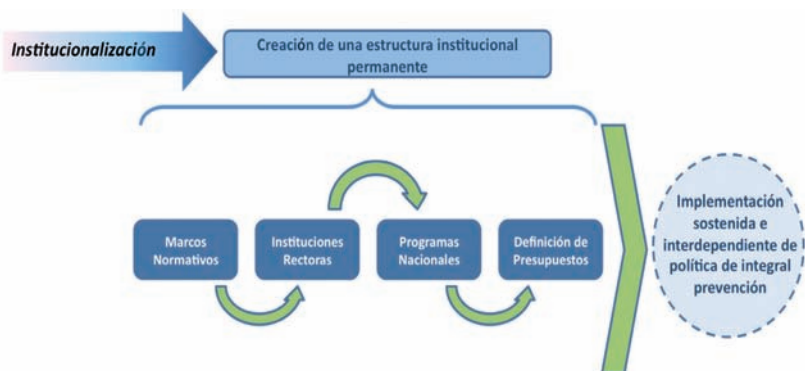 Institucionalización
Creación de una estructura institucional
permanente
Marcos
Normativos
Instituciones
Rectoras
Programas
Nacionales
Definición de
Presupuestos
Implementación
sostenida e
interdependiente de
política de integral
prevención